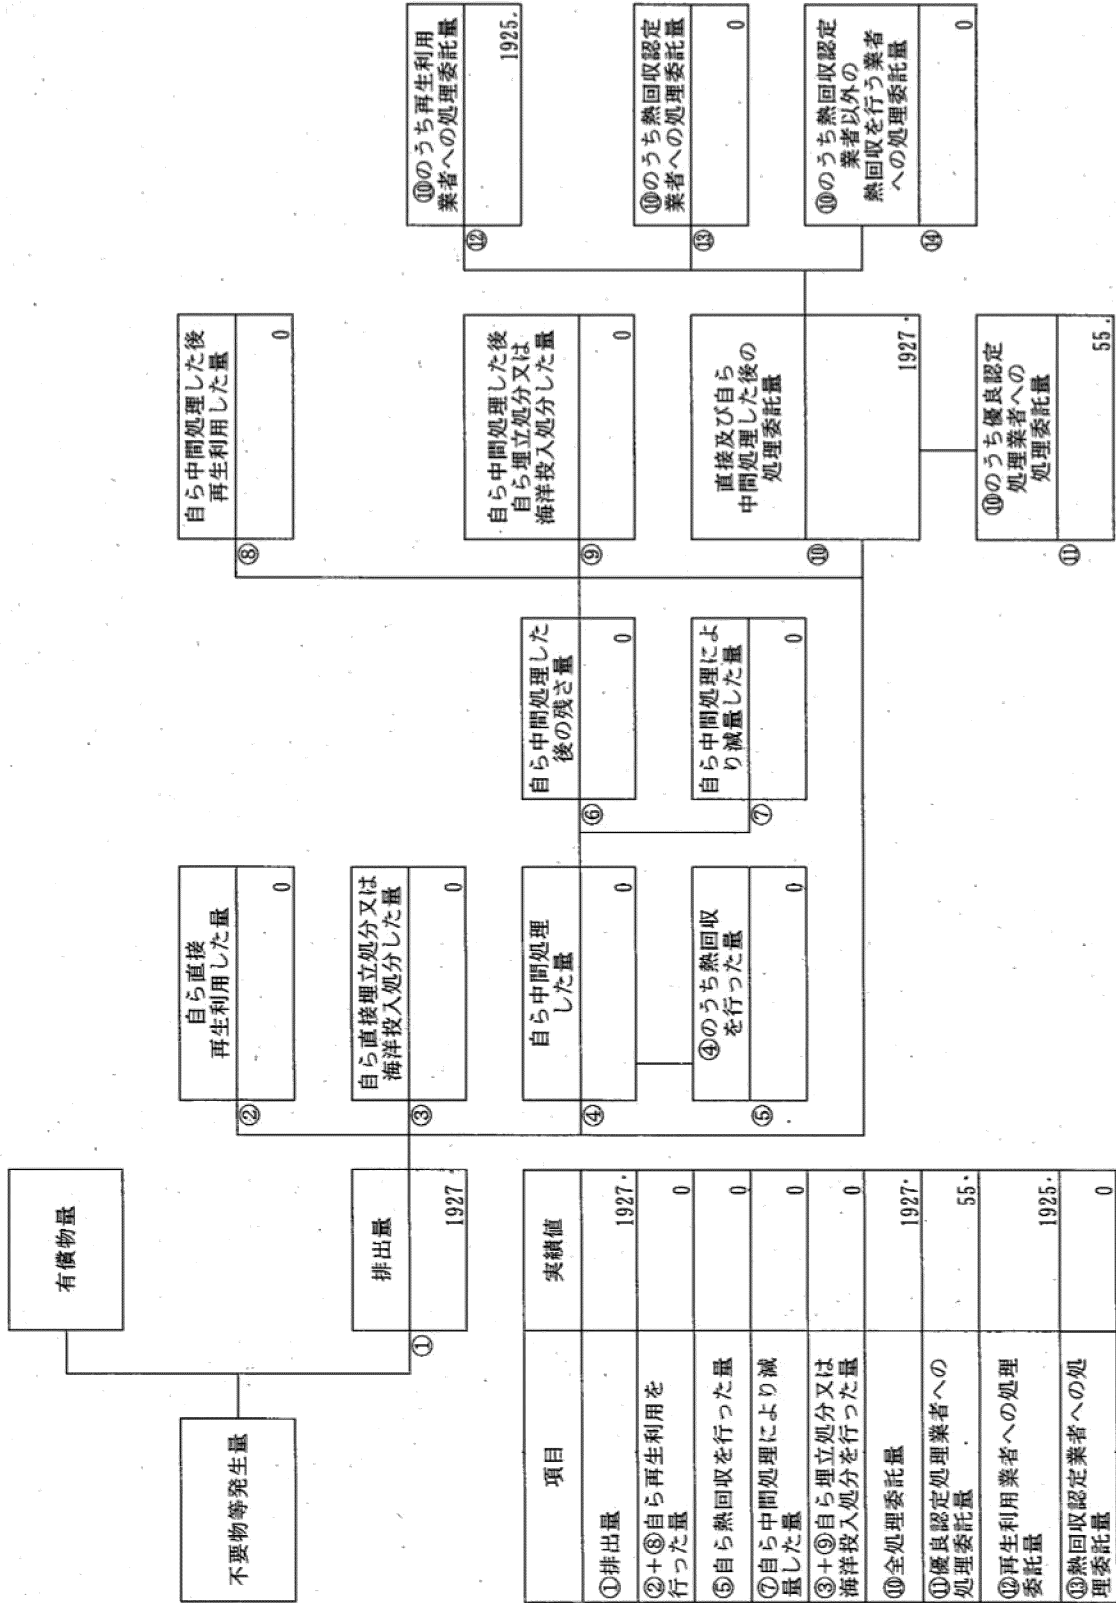 不要物等発生量
有償物量
排出量
①
1927.
自ら直接
再生利用した量
②
0
自ら直接埋立処分又は
海洋投入処分した量
③
0
自ら中間処理
した量
④
0
④のうち熱回収
を行った量
⑤
0
自ら中間処理した
後の残さ量
⑥
0
自ら中間処理によ
り減量した量
⑦
0
自ら中間処理した後
再生利用した量
⑧
0
自ら中間処理した後
自ら埋立処分又は
海洋投入処分した量
⑨
0
直接及び自ら
中間処理した後の
処理委託量
⑩
1927.
⑩のうち優良認定
処理業者への
処理委託量
⑪
55.
⑩のうち再生利用
業者への処理委託量
⑫
1925.
⑩のうち熱回収認定
業者への処理委託量
⑬
0
⑩のうち熱回収認定
業者以外の
熱回収を行う業者
への処理委託量
⑭
0
項目 実績値
①排出量 1927.
②+⑧自ら再生利用を
行った量 0
⑤自ら熱回収を行った量 0
⑦自ら中間処理により減
量した量 0
③+⑨自ら埋立処分又は
海洋投入処分を行った量 0
⑩全処理委託量 1927.
⑪優良認定処理業者への
処理委託量 55.
⑫再生利用業者への処理
委託量 1925.
⑬熱回収認定業者への処
理委託量 0